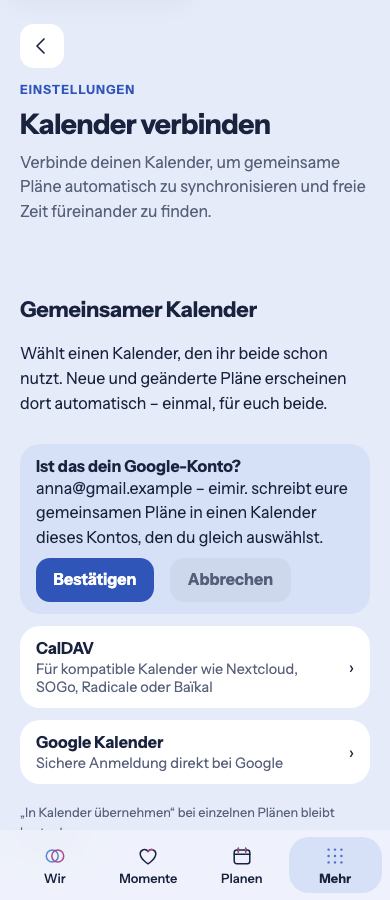 EINSTELLUNGEN
Kalender verbinden
Verbinde deinen Kalender, um gemeinsame
Pläne automatisch zu synchronisieren und freie
Zeit füreinander zu finden.
Gemeinsamer Kalender
Wählt einen Kalender, den ihr beide schon
nutzt. Neue und geänderte Pläne erscheinen
dort automatisch – einmal, für euch beide.
Ist das dein Google-Konto?
anna@gmail.example – eimir. schreibt eure
gemeinsamen Pläne in einen Kalender
dieses Kontos, den du gleich auswählst.
Bestätigen
Abbrechen
CalDAV
Für kompatible Kalender wie Nextcloud,
SOGo, Radicale oder Baïkal
Google Kalender
Sichere Anmeldung direkt bei Google
„In Kalender übernehmen“ bei einzelnen Plänen bleibt
Wir
Momente
Planen
Mehr